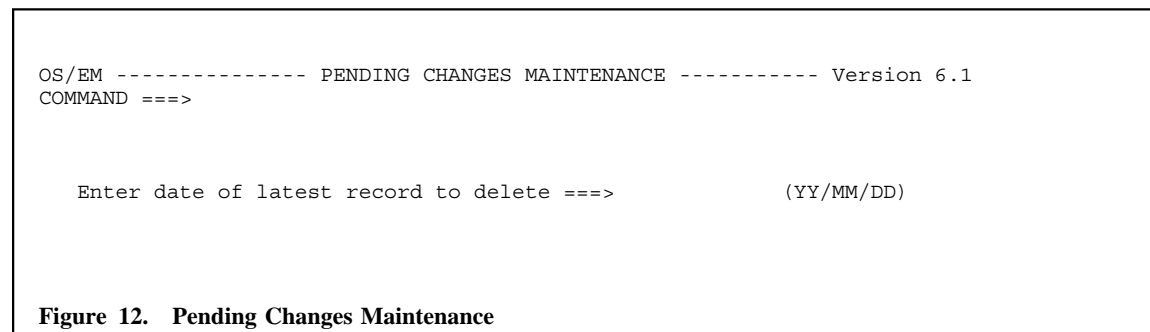 OS/EM --------------- PENDING CHANGES MAINTENANCE ----------- Version 6.1
COMMAND ===>
Enter date of latest record to delete ===> (YY/MM/DD)
Figure 12. Pending Changes Maintenance